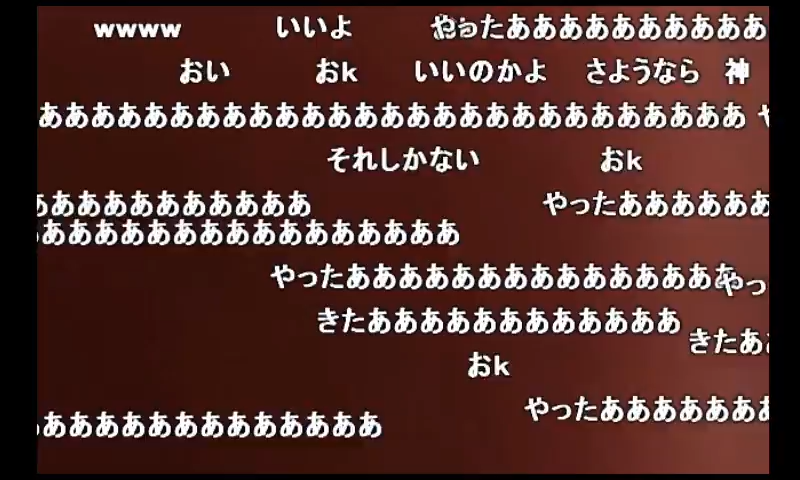 wwww いいよ やったああああああああああ
おい おk いいのかよ さようなら 神
あああああああああああああああああああああああああああ や
それしかない おk
あああああああああああ やったああああああ
ああああああああああああああああ
やったあああああああああああああああ やっ
きたああああああああああああ
きたああ
おk
やったあああああああ
あああああああああああああ